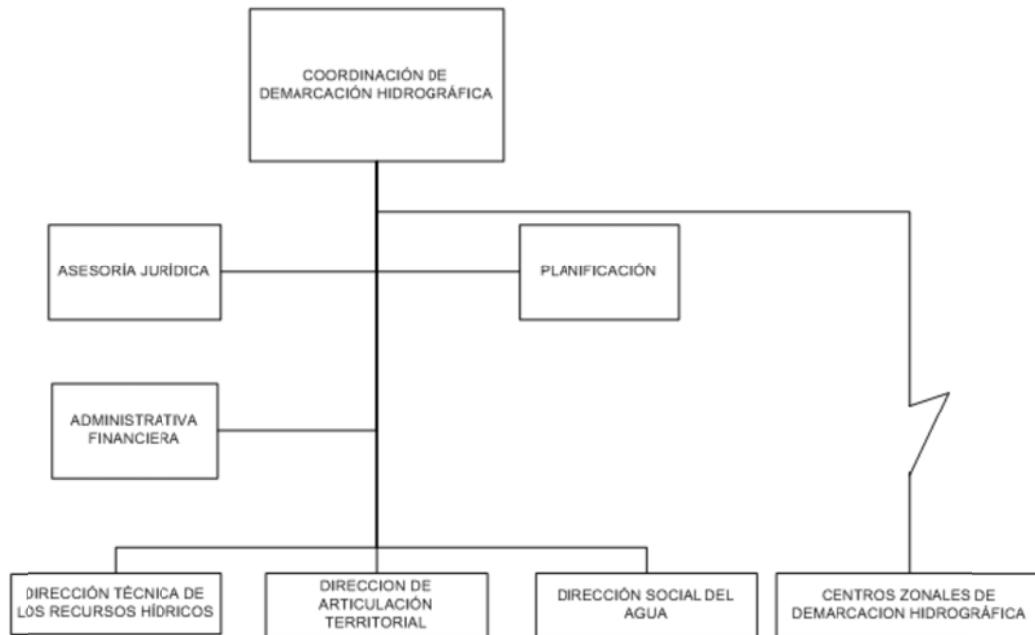 COORDINACIÓN DE
DEMARCACIÓN HIDROGRÁFICA
ASESORÍA JURÍDICA
PLANIFICACIÓN
ADMINISTRATIVA
FINANCIERA
DIRECCIÓN TÉCNICA DE
LOS RECURSOS HÍDRICOS
DIRECCION DE
ARTICULACIÓN
TERRITORIAL
DIRECCIÓN SOCIAL DEL
AGUA
CENTROS ZONALES DE
DEMARCACION HIDROGRÁFICA